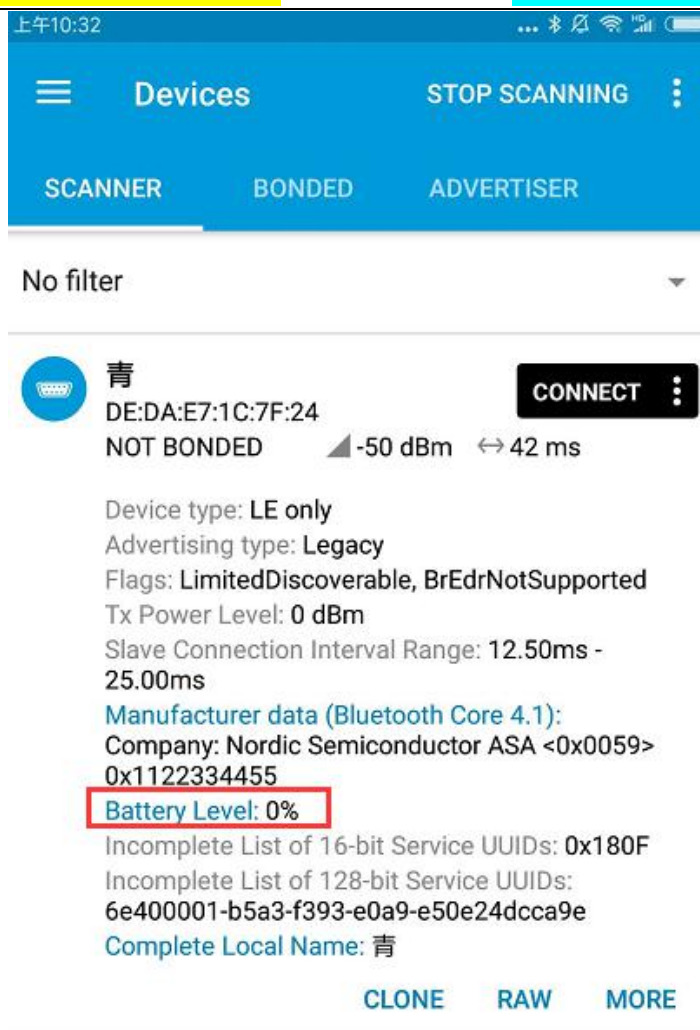 上午10:32
...
Devices STOP SCANNING
SCANNER BONDED ADVERTISER
No filter
青 CONNECT
DE:DA:E7:1C:7F:24
NOT BONDED -50 dBm ↔ 42 ms
Device type: LE only
Advertising type: Legacy
Flags: LimitedDiscoverable, BrEdrNotSupported
Tx Power Level: 0 dBm
Slave Connection Interval Range: 12.50ms -
25.00ms
Manufacturer data (Bluetooth Core 4.1):
Company: Nordic Semiconductor ASA <0x0059>
0x1122334455
Battery Level: 0%
Incomplete List of 16-bit Service UUIDs: 0x180F
Incomplete List of 128-bit Service UUIDs:
6e400001-b5a3-f393-e0a9-e50e24dcca9e
Complete Local Name: 青
CLONE RAW MORE